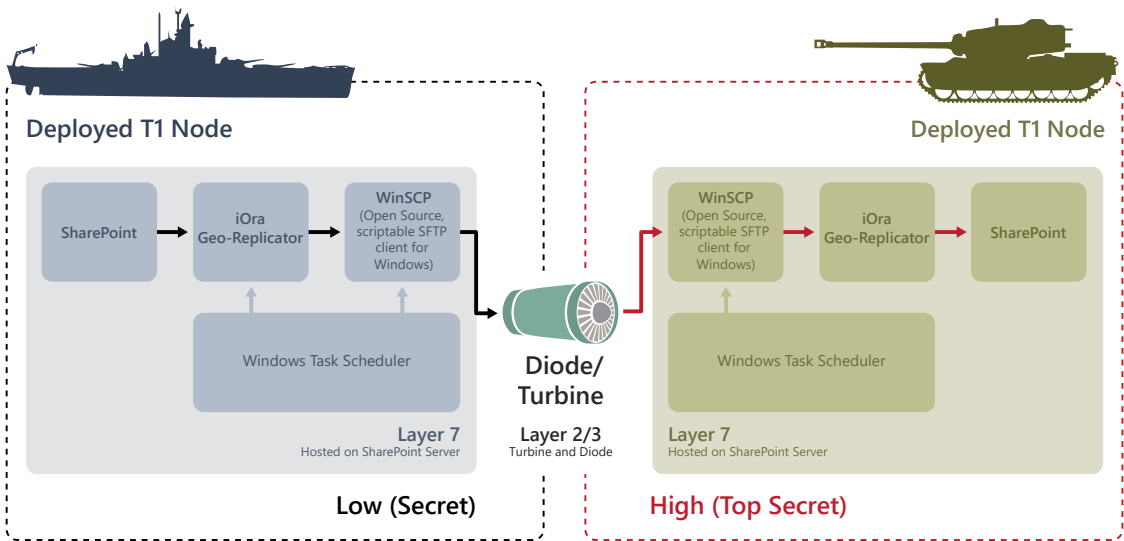 Deployed T1 Node
SharePoint
iOra
Geo-Replicator
WinSCP
(Open Source,
scriptable SFTP
client for
Windows)
Windows Task Scheduler
Layer 7
Hosted on SharePoint Server
Low (Secret)
Diode/
Turbine
Layer 2/3
Turbine and Diode
Deployed T1 Node
WinSCP
(Open Source,
scriptable SFTP
client for
Windows)
iOra
Geo-Replicator
SharePoint
Windows Task Scheduler
Layer 7
Hosted on SharePoint Server
High (Top Secret)